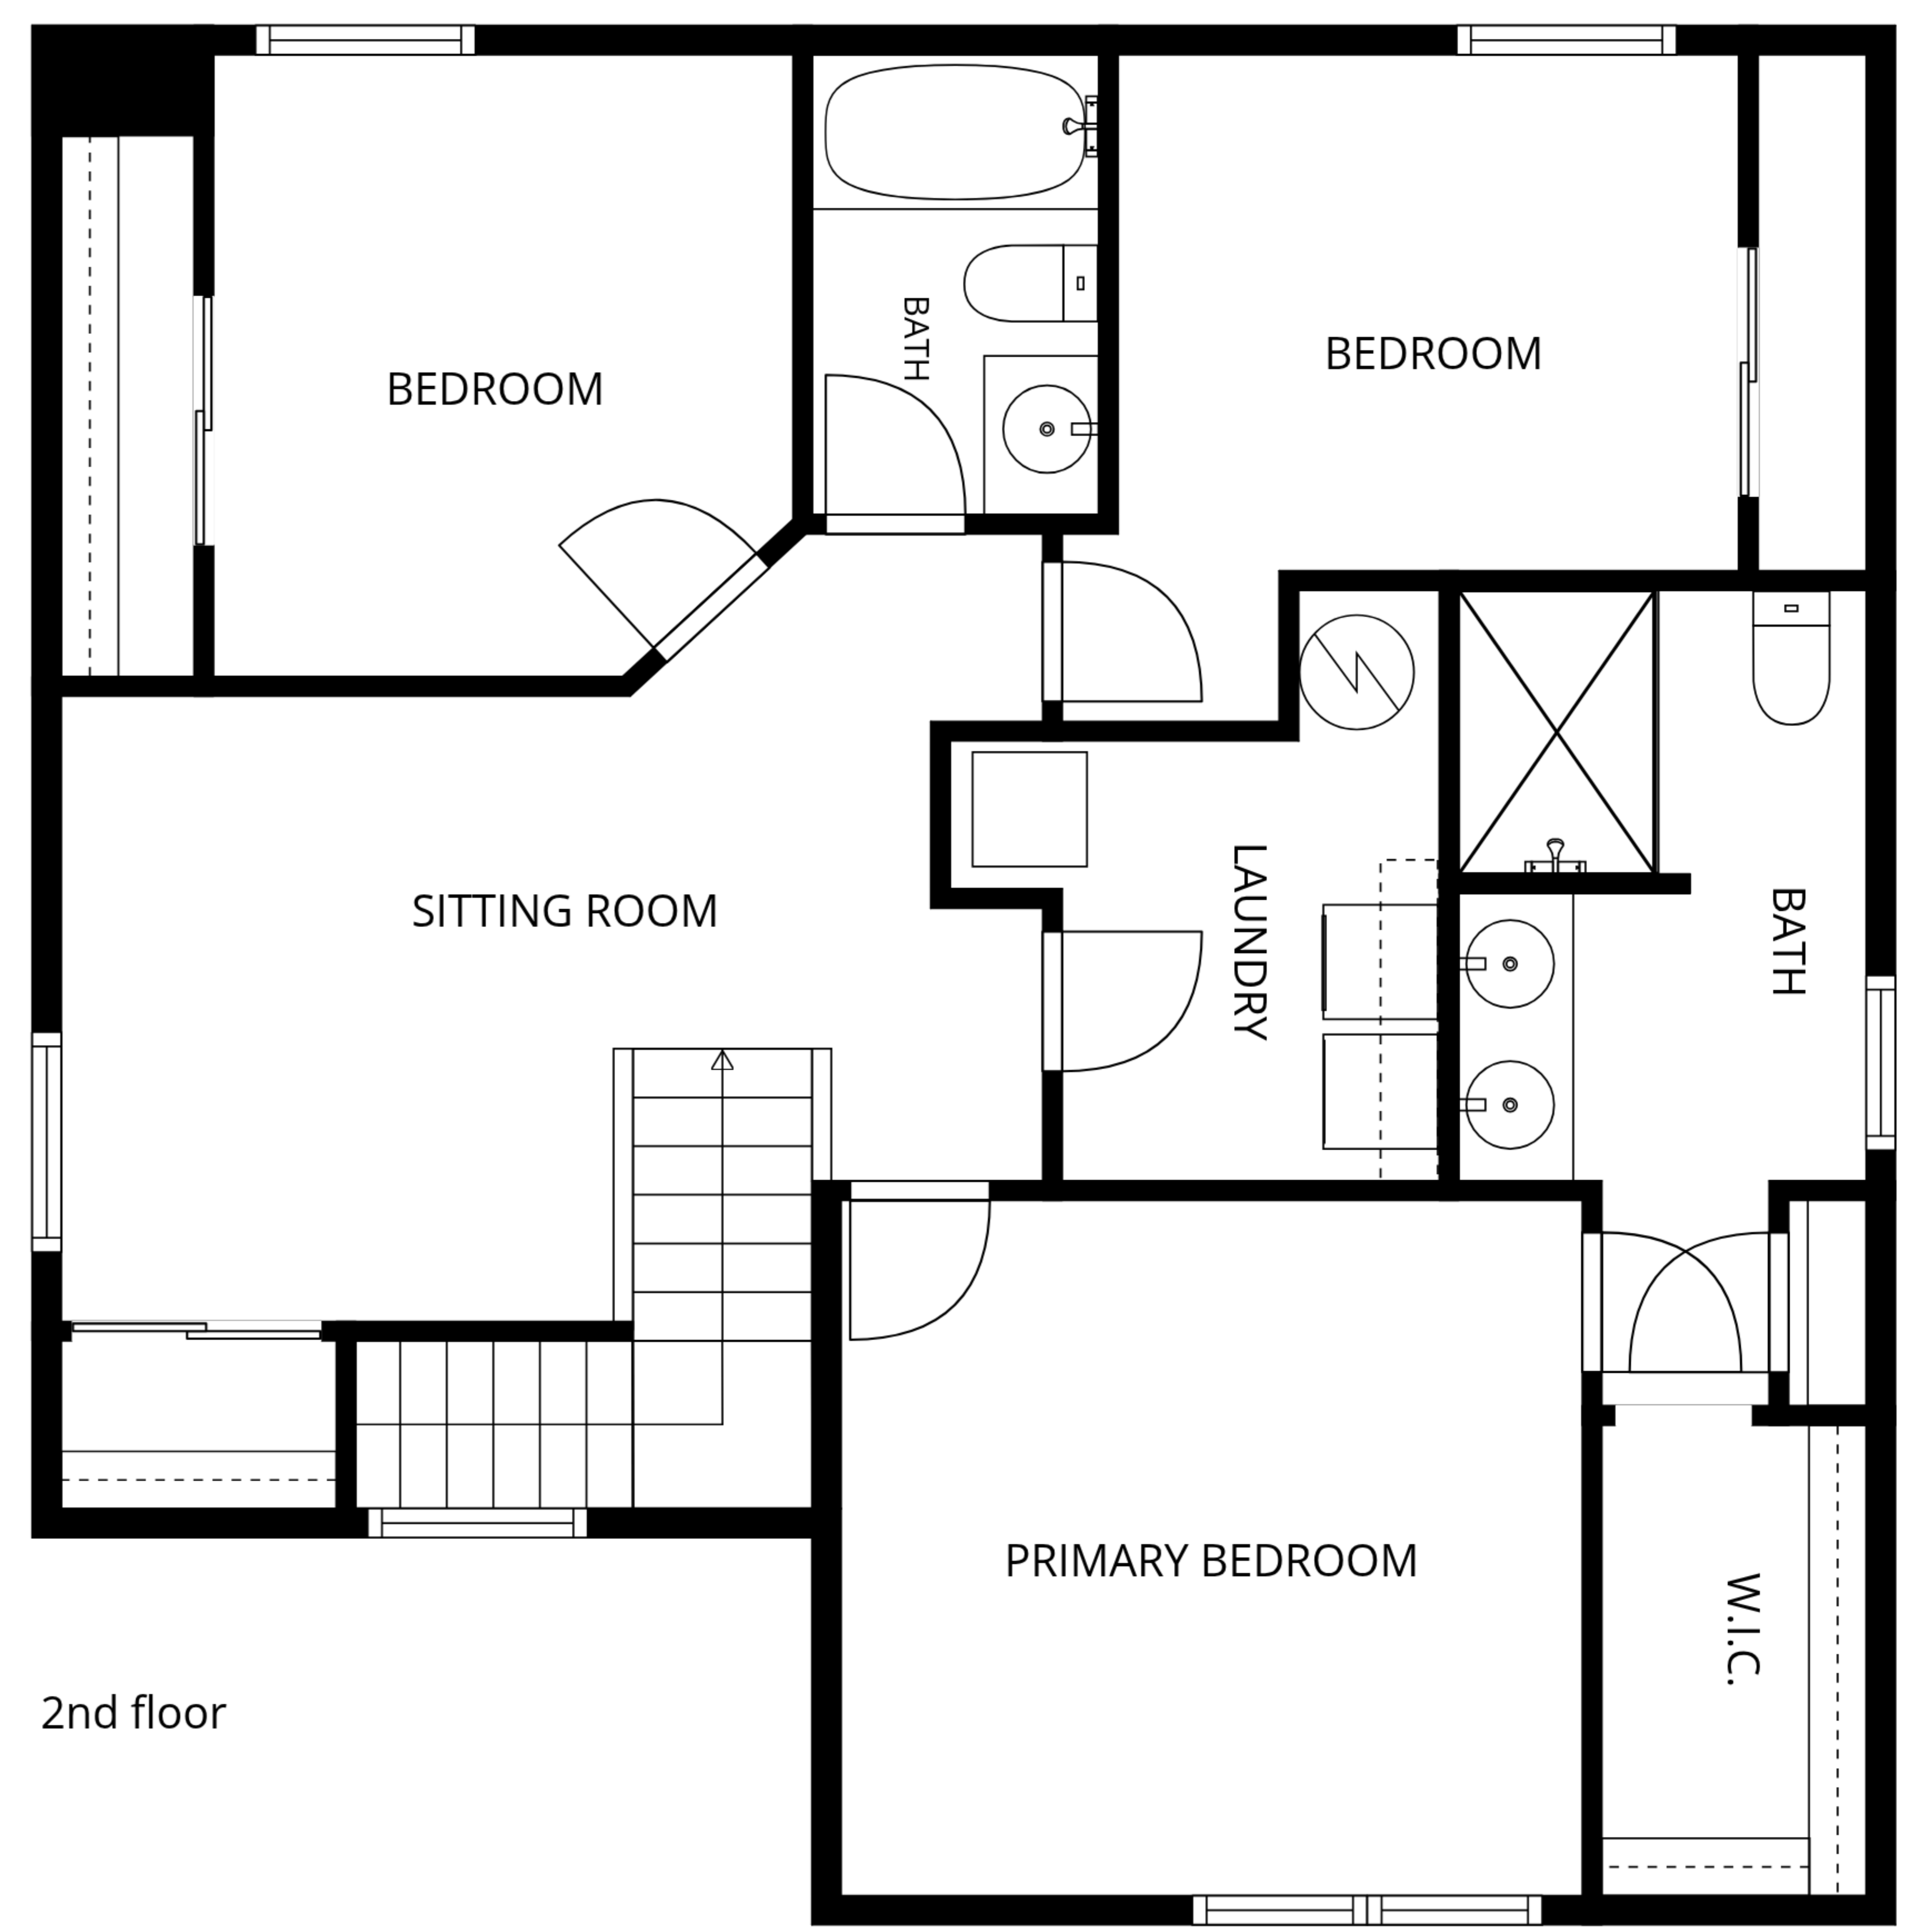 BEDROOM
BATH
BEDROOM
SITTING ROOM
LAUNDRY
BATH
PRIMARY BEDROOM
W.I.C.
2nd floor